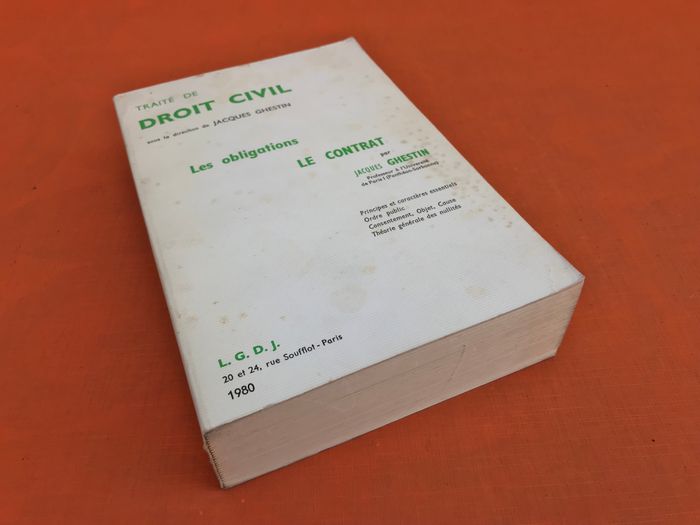 TRAITÉ DE
DROIT CIVIL
sous la direction de JACQUES GHESTIN
Les obligations
LE CONTRAT
par
JACQUES GHESTIN
Professeur à l'Université
de Paris I (Panthéon-Sorbonne)
Principes et caractères essentiels
Ordre public
Consentement, Objet, Cause
Théorie générale des nullités
L. G. D. J.
20 et 24, rue Soufflot - Paris
1980